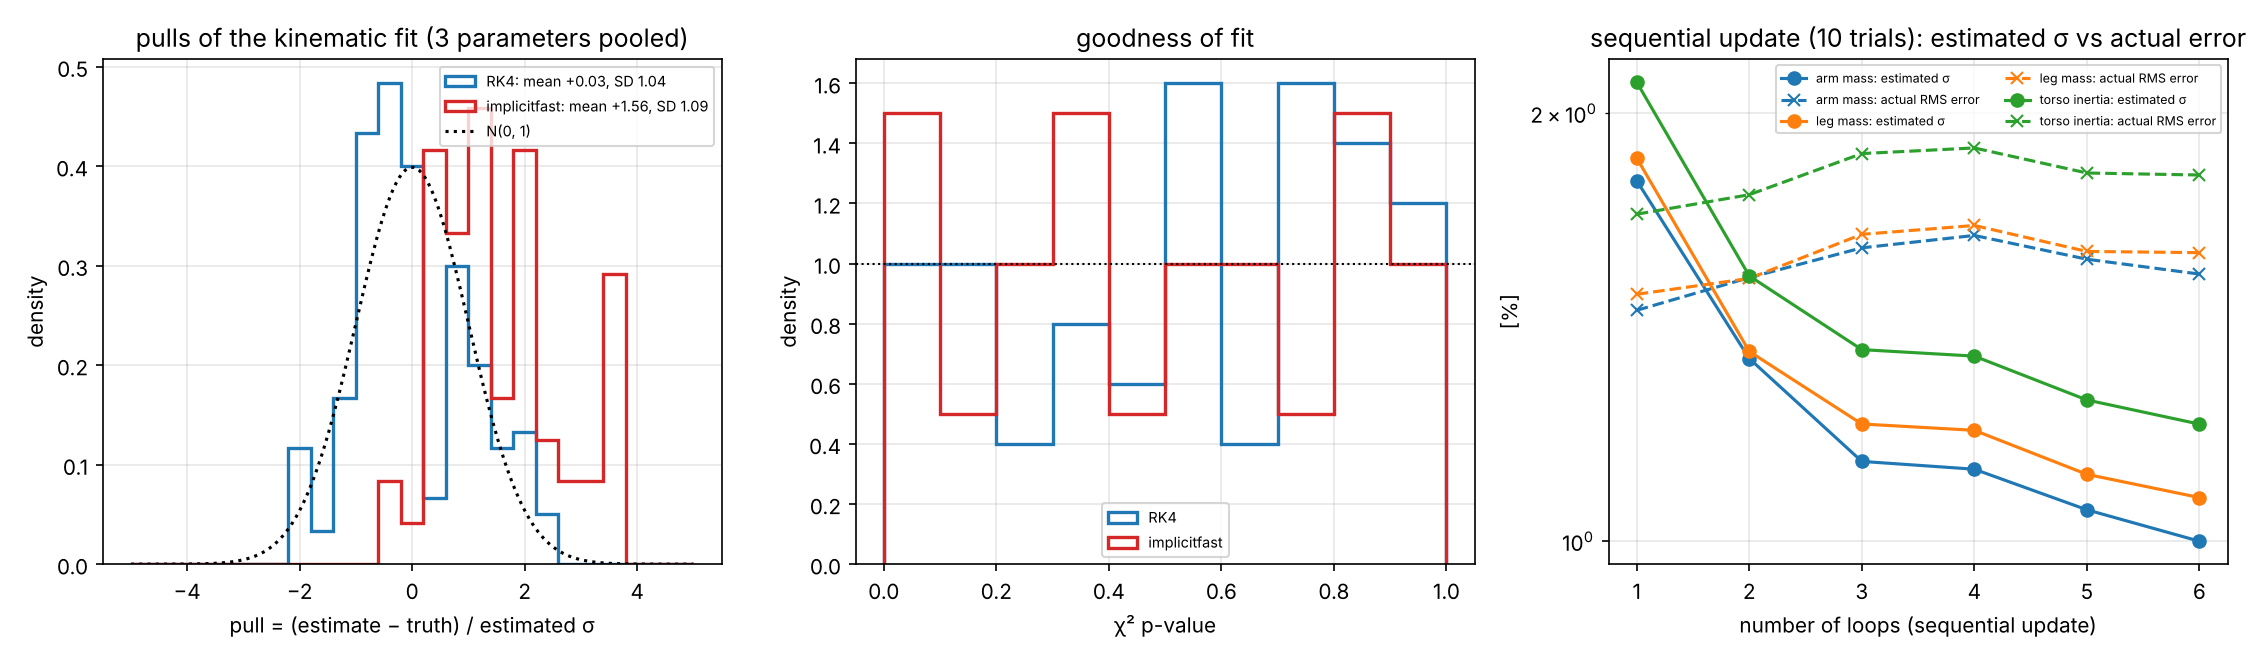 pulls of the kinematic fit (3 parameters pooled)
RK4: mean +0.03, SD 1.04
implicitfast: mean +1.56, SD 1.09
N(0, 1)
density
0.5
0.4
0.3
0.2
0.1
0.0
−4 −2 0 2 4
pull = (estimate − truth) / estimated σ
goodness of fit
density
1.6
1.4
1.2
1.0
0.8
0.6
0.4
0.2
0.0
RK4
implicitfast
0.0 0.2 0.4 0.6 0.8 1.0
χ² p-value
sequential update (10 trials): estimated σ vs actual error
arm mass: estimated σ
arm mass: actual RMS error
leg mass: estimated σ
leg mass: actual RMS error
torso inertia: estimated σ
torso inertia: actual RMS error
[%]
2 × 10⁰
10⁰
1 2 3 4 5 6
number of loops (sequential update)